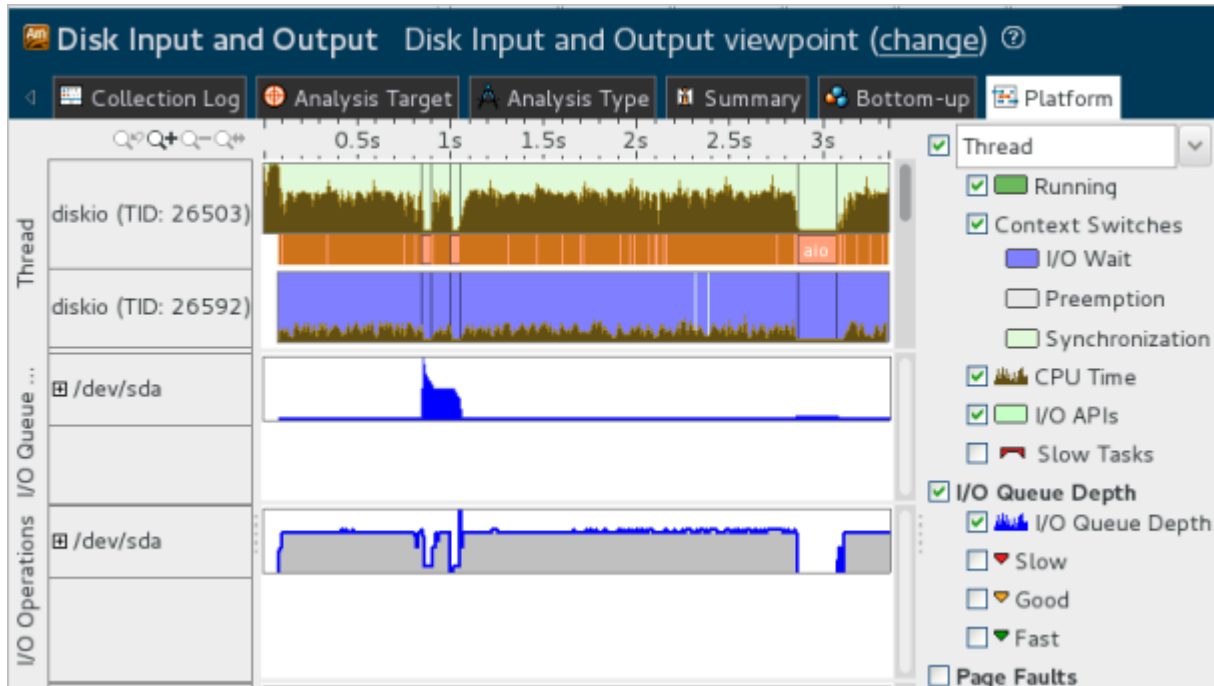 Am Disk Input and Output Disk Input and Output viewpoint (change) ?
Collection Log Analysis Target Analysis Type Summary Bottom-up Platform
0.5s 1s 1.5s 2s 2.5s 3s
Thread
diskio (TID: 26503)
aio
diskio (TID: 26592)
I/O Queue ...
/dev/sda
I/O Operations
/dev/sda
Thread
Running
Context Switches
I/O Wait
Preemption
Synchronization
CPU Time
I/O APIs
Slow Tasks
I/O Queue Depth
I/O Queue Depth
Slow
Good
Fast
Page Faults